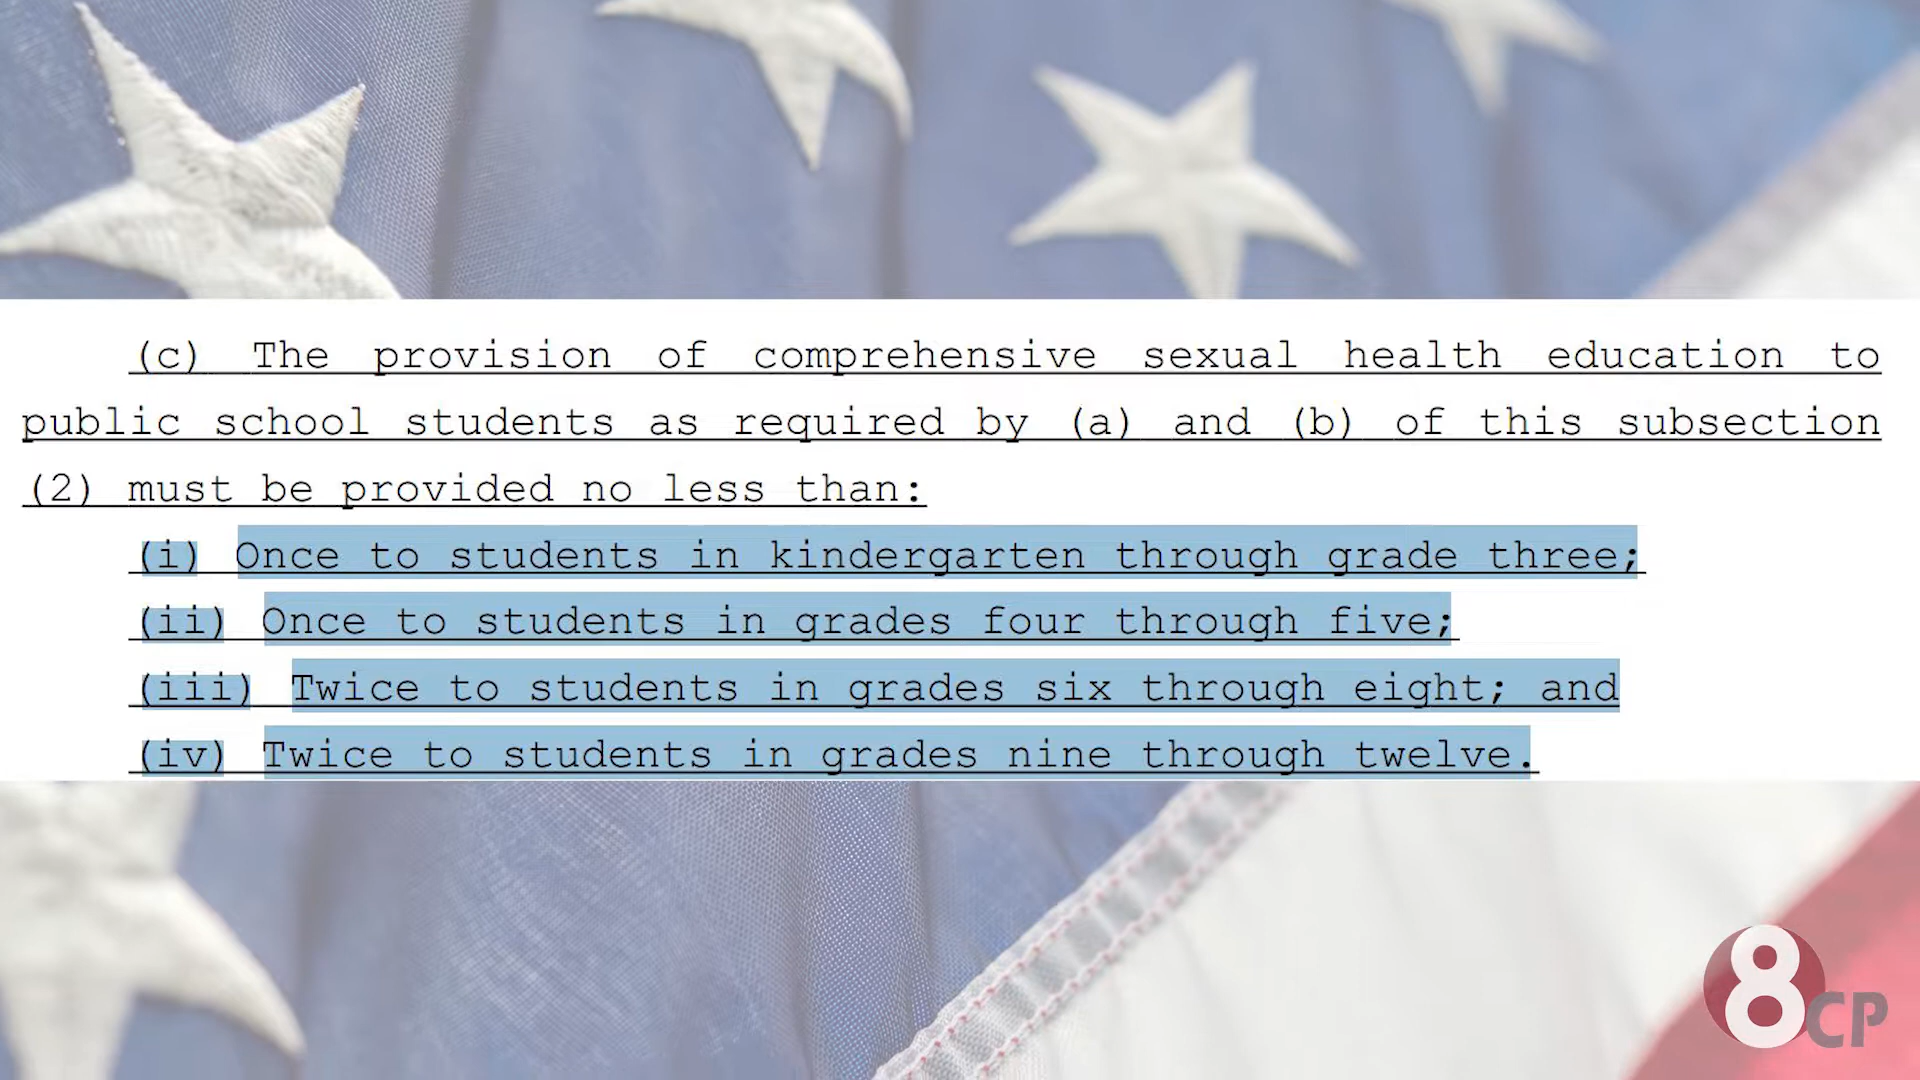 (c) The provision of comprehensive sexual health education to
public school students as required by (a) and (b) of this subsection
(2) must be provided no less than:
(i) Once to students in kindergarten through grade three;
(ii) Once to students in grades four through five;
(iii) Twice to students in grades six through eight; and
(iv) Twice to students in grades nine through twelve.
8CP